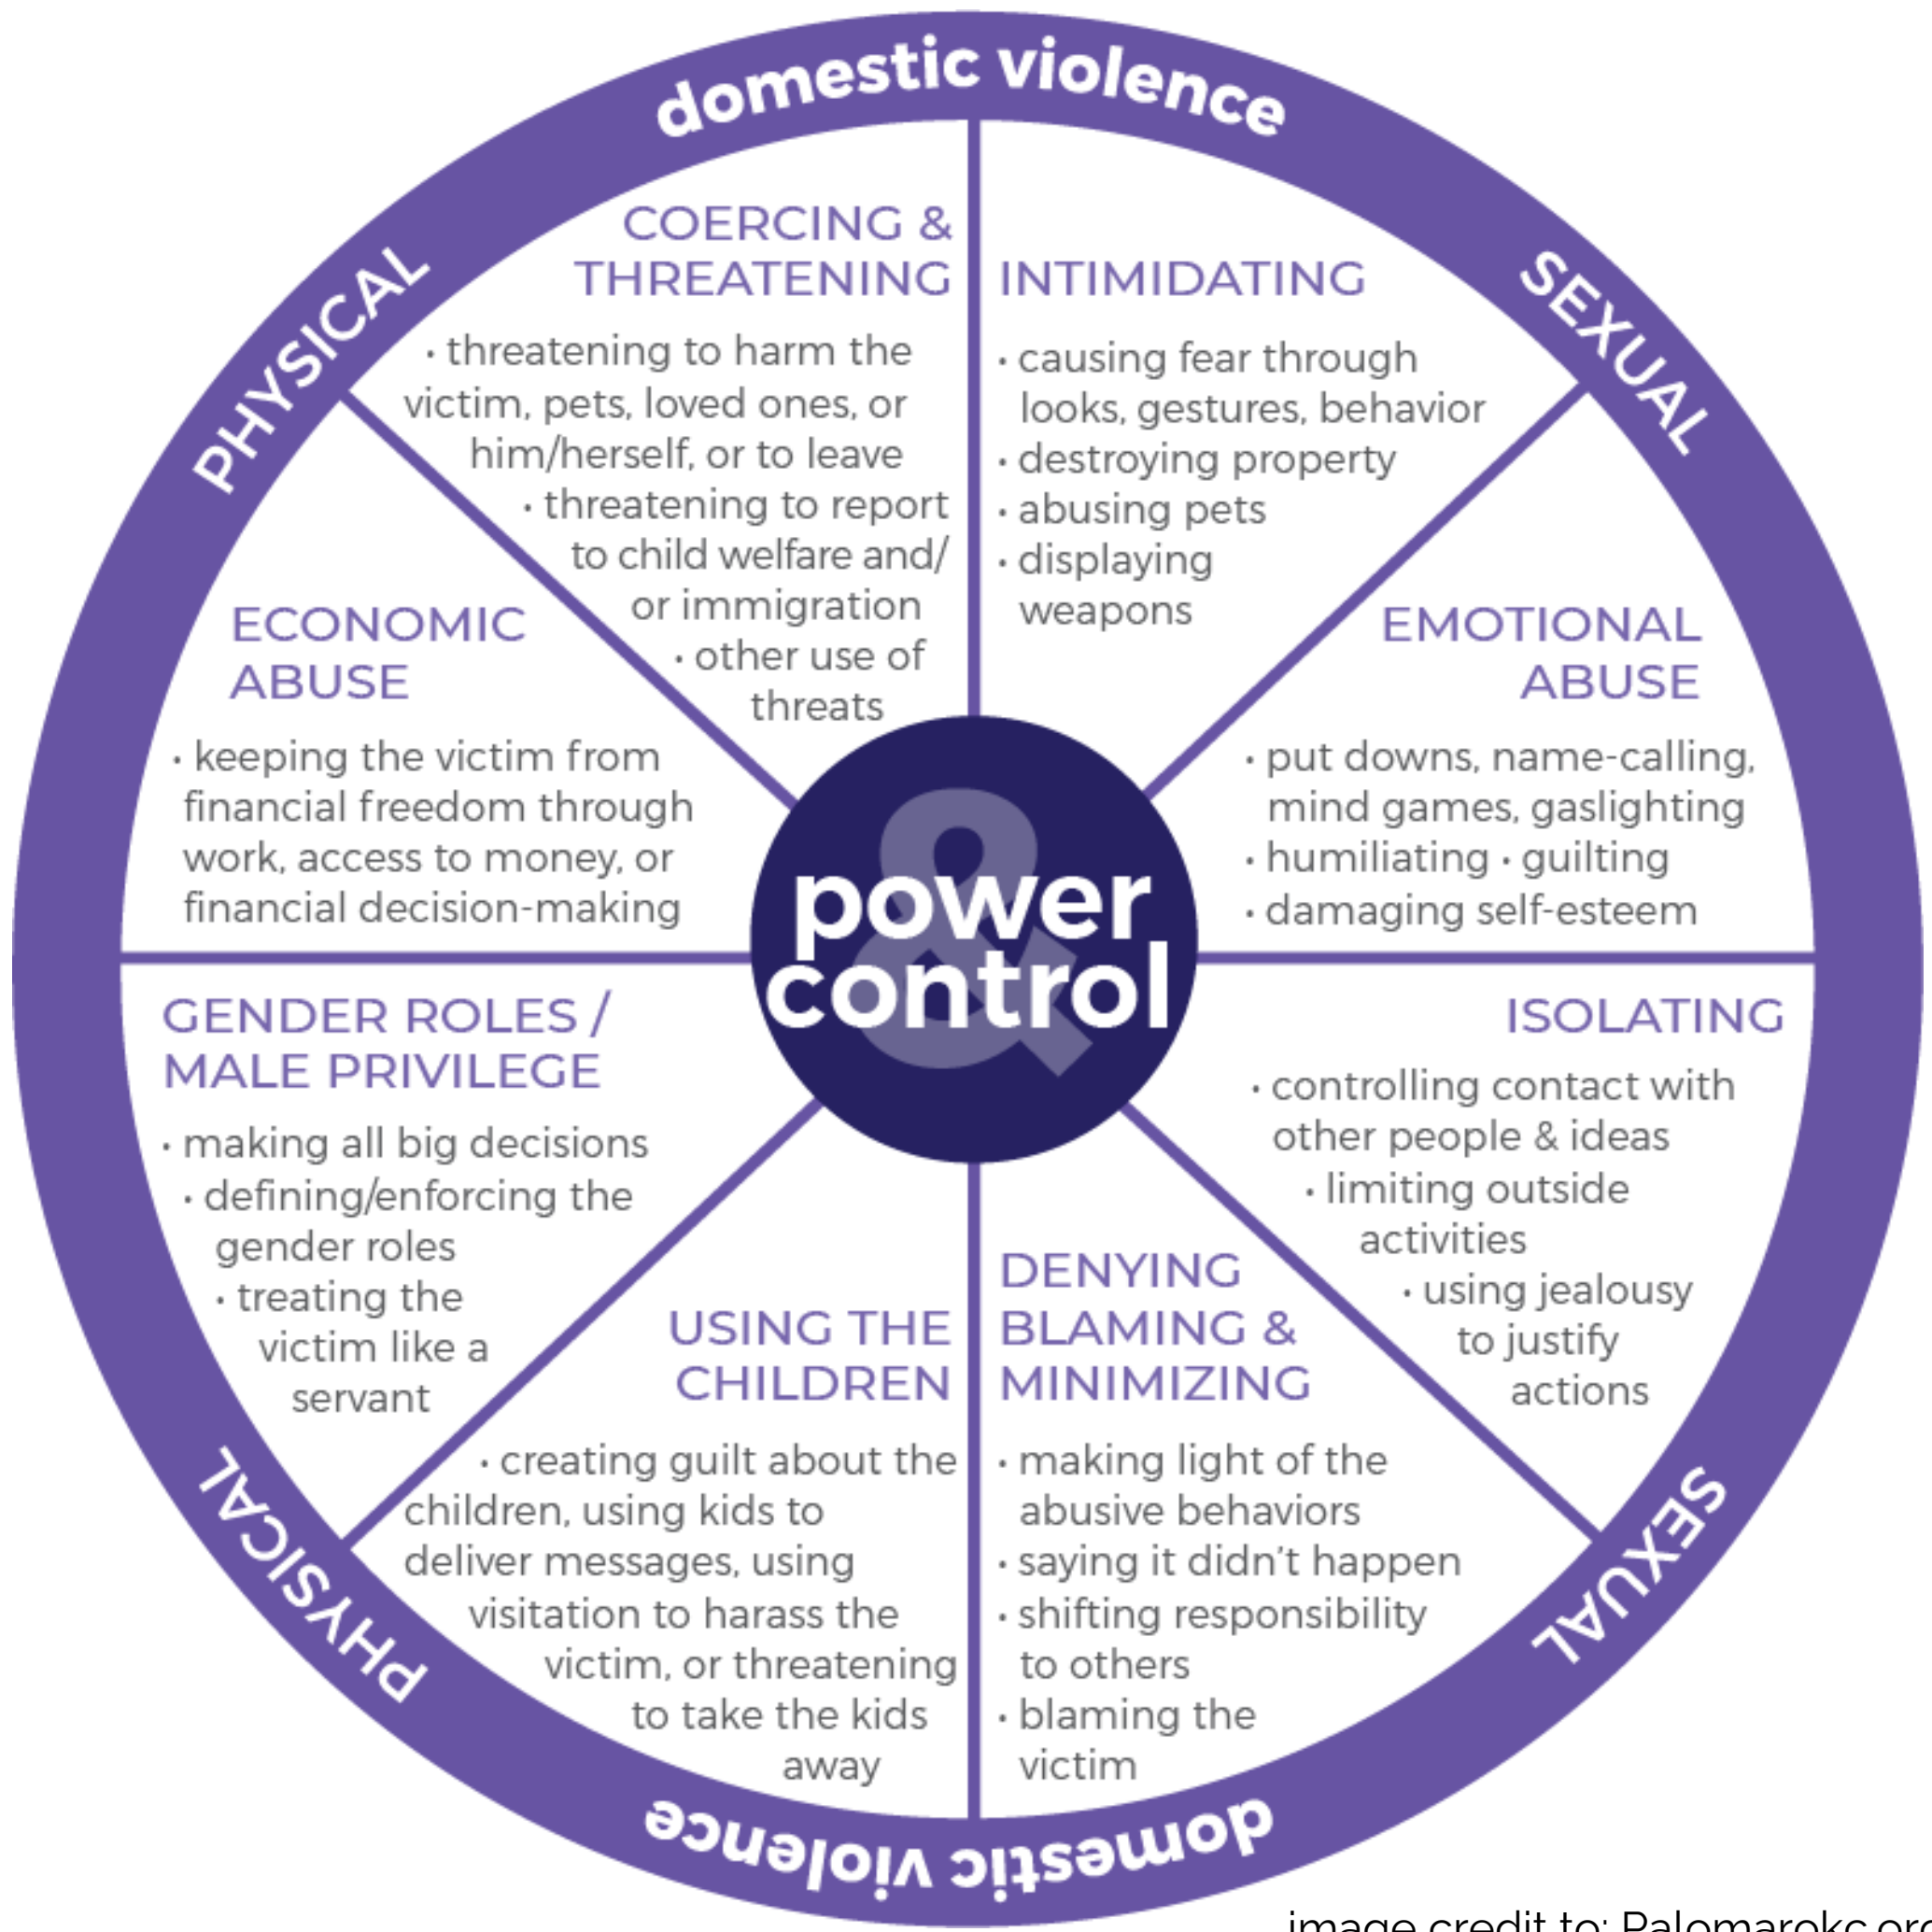 domestic violence
PHYSICAL
SEXUAL
COERCING &
THREATENING
• threatening to harm the
victim, pets, loved ones, or
him/herself, or to leave
• threatening to report
to child welfare and/
or immigration
• other use of
threats
INTIMIDATING
• causing fear through
looks, gestures, behavior
• destroying property
• abusing pets
• displaying
weapons
ECONOMIC
ABUSE
• keeping the victim from
financial freedom through
work, access to money, or
financial decision-making
EMOTIONAL
ABUSE
• put downs, name-calling,
mind games, gaslighting
• humiliating • guilting
• damaging self-esteem
&
power
control
GENDER ROLES /
MALE PRIVILEGE
• making all big decisions
• defining/enforcing the
gender roles
• treating the
victim like a
servant
ISOLATING
• controlling contact with
other people & ideas
• limiting outside
activities
• using jealousy
to justify
actions
USING THE
CHILDREN
• creating guilt about the
children, using kids to
deliver messages, using
visitation to harass the
victim, or threatening
to take the kids
away
DENYING
BLAMING &
MINIMIZING
• making light of the
abusive behaviors
• saying it didn't happen
• shifting responsibility
to others
• blaming the
victim
PHYSICAL
SEXUAL
domestic violence
image credit to: Palomarokc.org